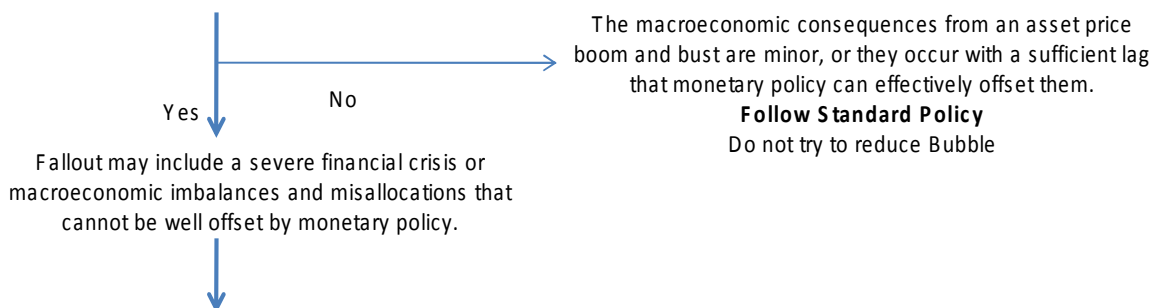 The macroeconomic consequences from an asset price
boom and bust are minor, or they occur with a sufficient lag
that monetary policy can effectively offset them.
Follow Standard Policy
Do not try to reduce Bubble
No
Yes
Fallout may include a severe financial crisis or
macroeconomic imbalances and misallocations that
cannot be well offset by monetary policy.